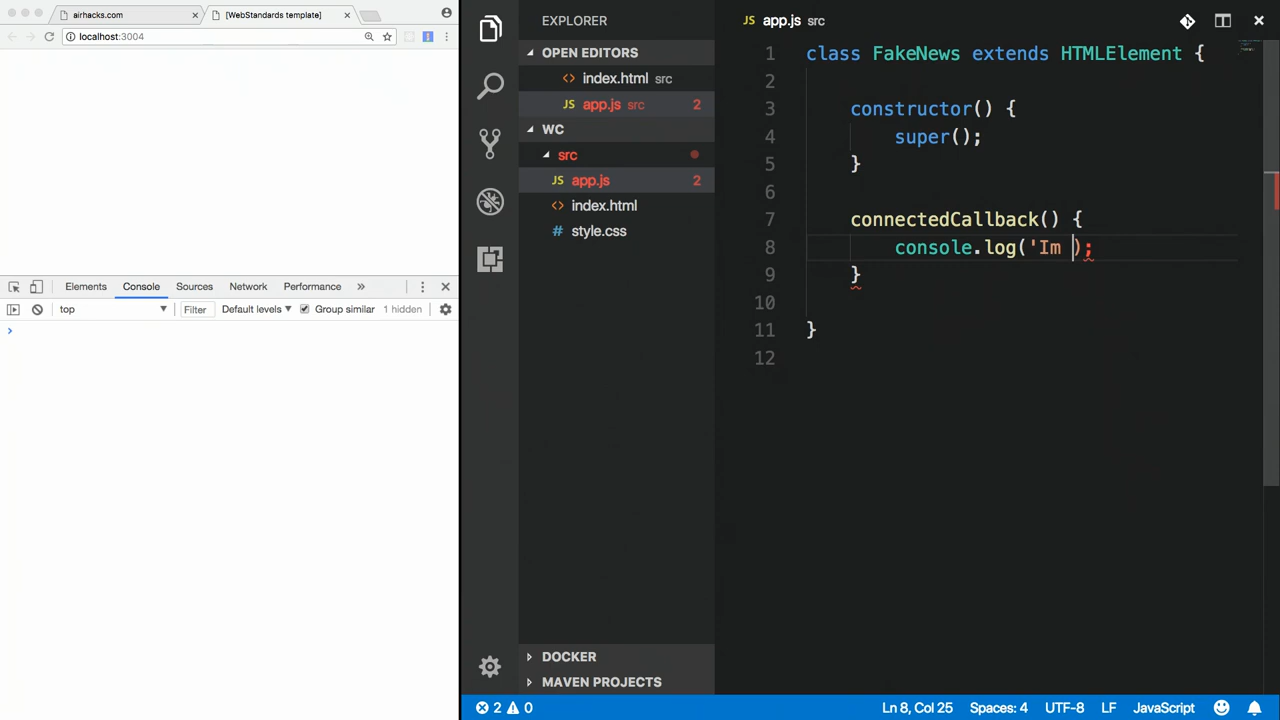 airhacks.com
[WebStandards template]
localhost:3004
Elements Console Sources Network Performance »
top Filter Default levels Group similar 1 hidden
EXPLORER
OPEN EDITORS
index.html src
JS app.js src 2
WC
src
JS app.js 2
index.html
style.css
DOCKER
MAVEN PROJECTS
JS app.js src
1 class FakeNews extends HTMLElement {
2
3 constructor() {
4 super();
5 }
6
7 connectedCallback() {
8 console.log('Im );
9 }
10
11 }
12
2 0 Ln 8, Col 25 Spaces: 4 UTF-8 LF JavaScript